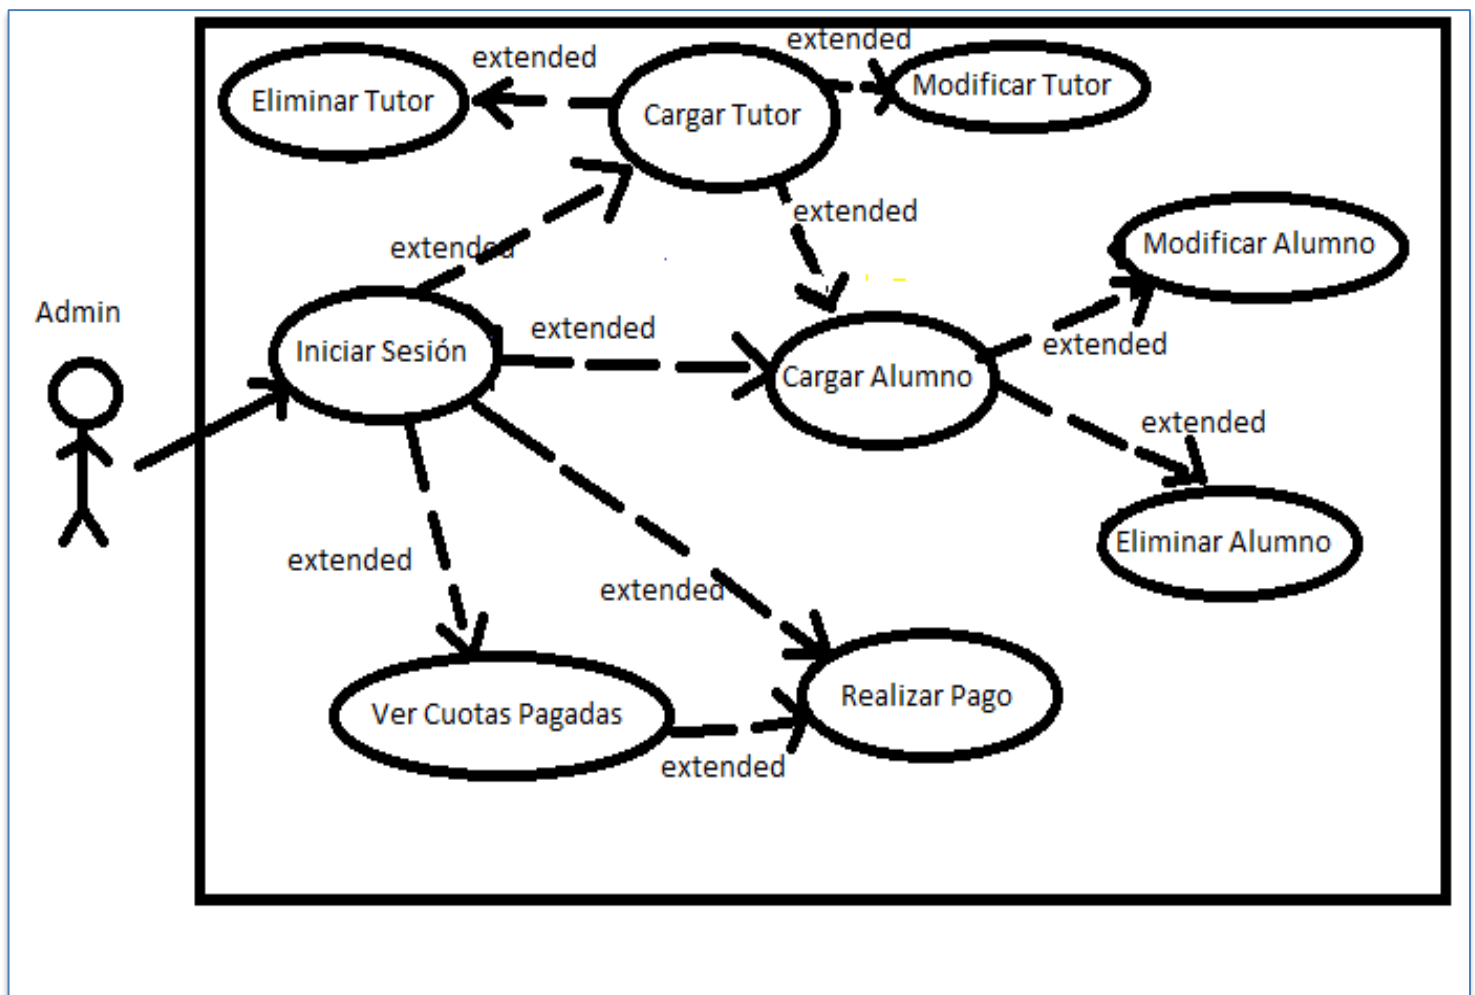 extended
extended
Eliminar Tutor
Cargar Tutor
Modificar Tutor
extended
extended
Modificar Alumno
Admin
Iniciar Sesión
extended
extended
Cargar Alumno
extended
Eliminar Alumno
extended
extended
Ver Cuotas Pagadas
Realizar Pago
extended